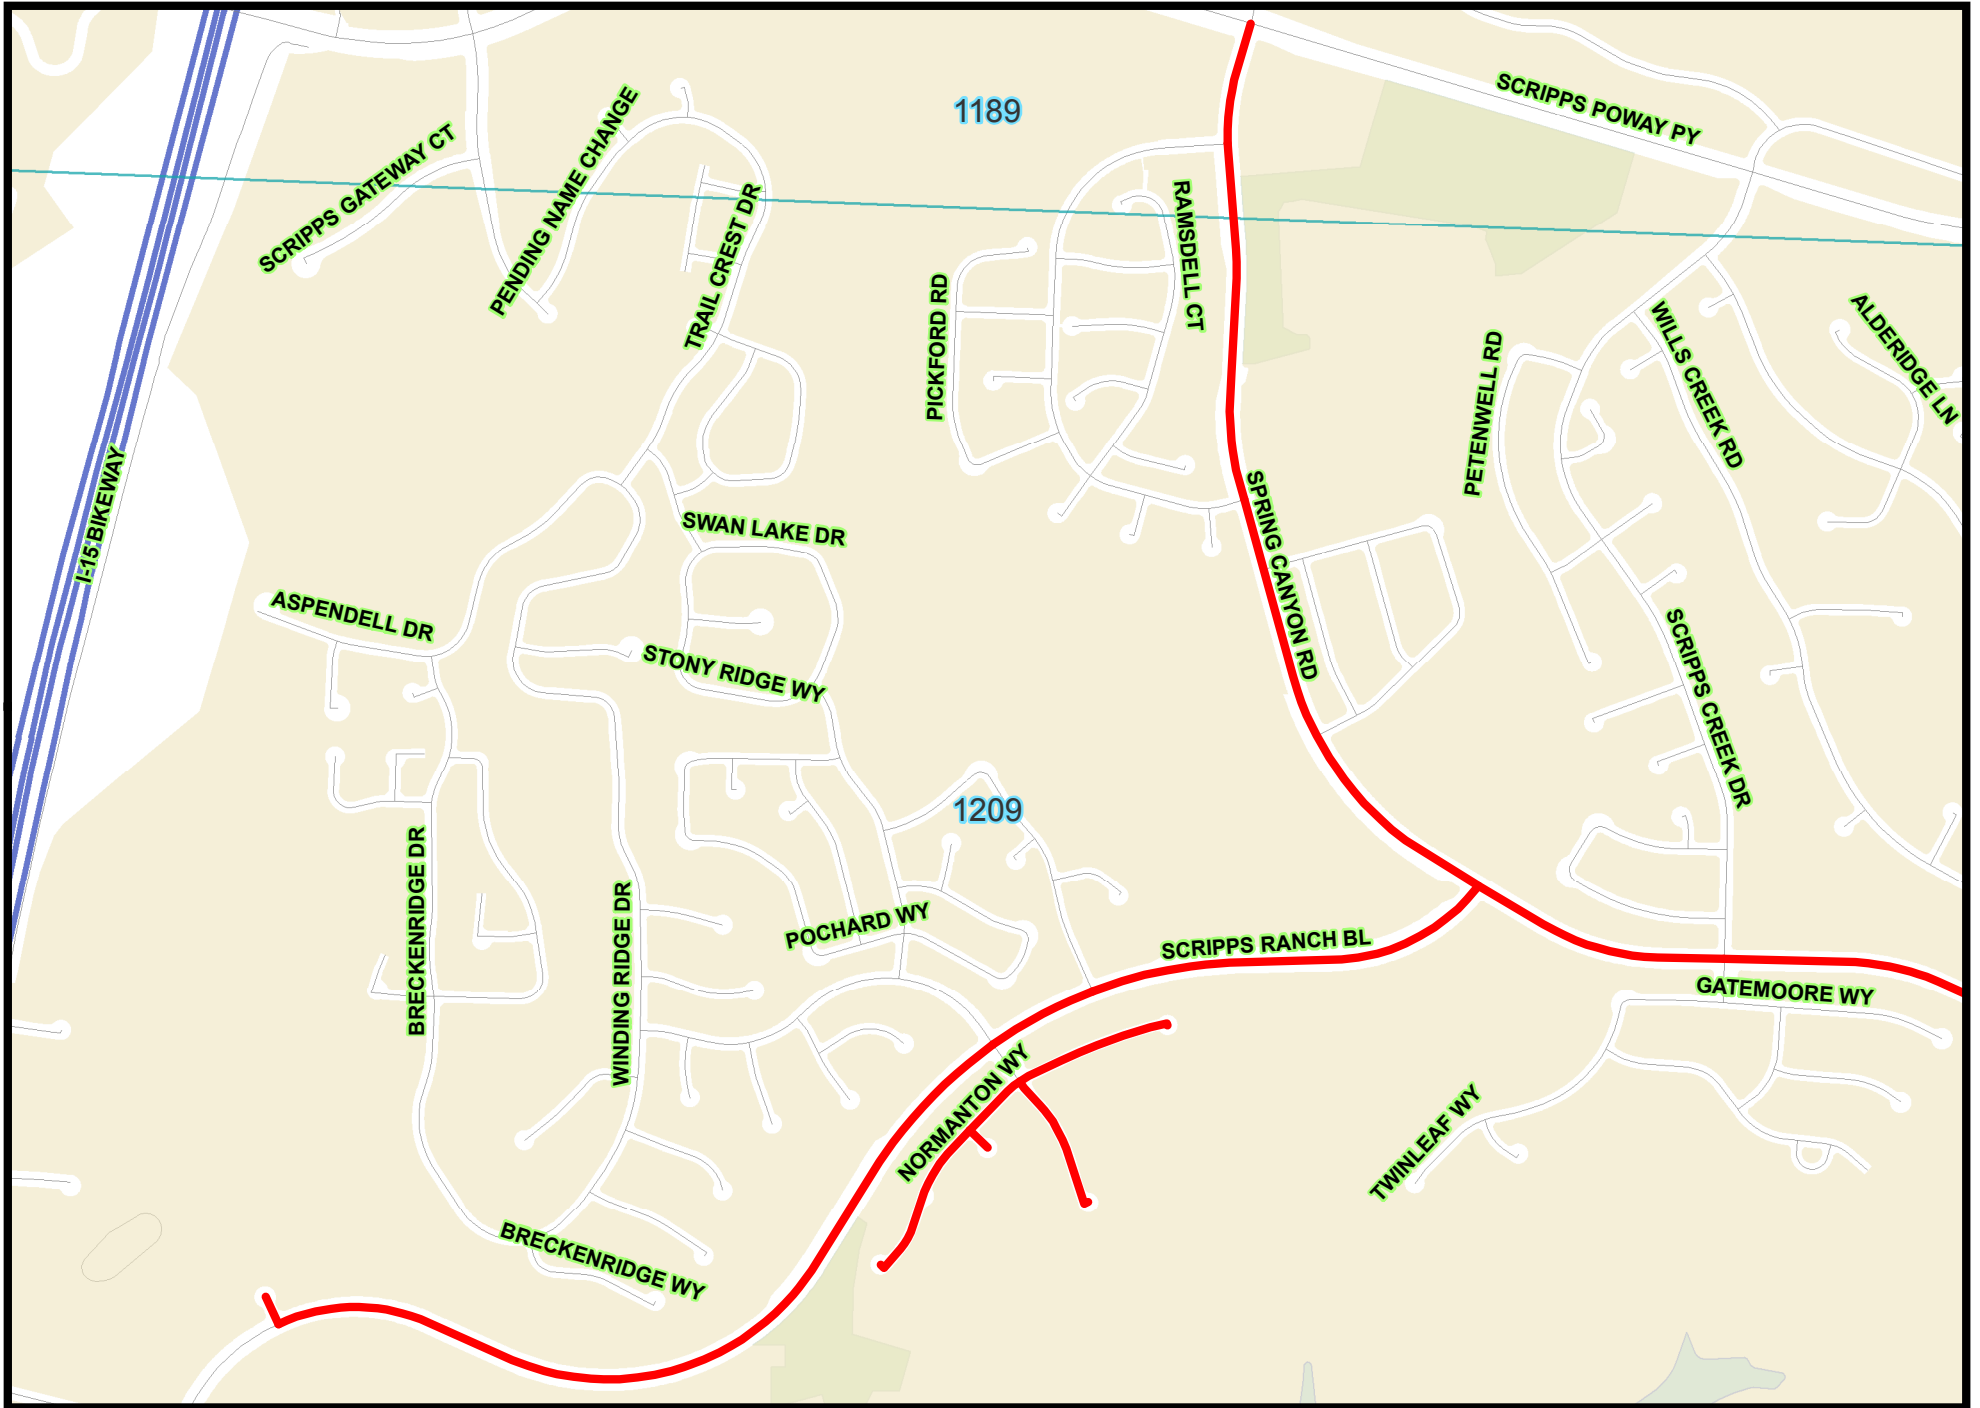 SCRIPPS POWAY PY
1189
PENDING NAME CHANGE
SCRIPPS GATEWAY CT
TRAIL CREST DR
RAMSDELL CT
PICKFORD RD
ALDERIDGE LN
WILLS CREEK RD
PETENWELL RD
I-15 BIKEWAY
SPRING CANYON RD
SWAN LAKE DR
ASPENDELL DR
STONY RIDGE WY
SCRIPPS CREEK DR
1209
BRECKENRIDGE DR
WINDING RIDGE DR
POCHARD WY
SCRIPPS RANCH BL
GATEMOORE WY
NORMANTON WY
TWINLEAF WY
BRECKENRIDGE WY